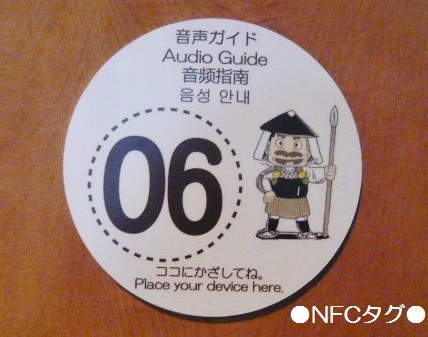 音声ガイド
Audio Guide
音频指南
음성 안내
06
ココにかざしてね。
Place your device here.
●NFCタグ●